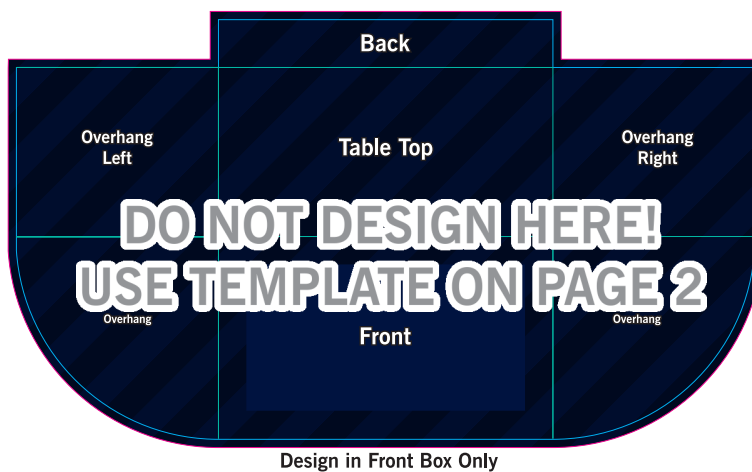 Back
Overhang
Left
Table Top
Overhang
Right
DO NOT DESIGN HERE!
USE TEMPLATE ON PAGE 2
Overhang
Front
Overhang
Design in Front Box Only